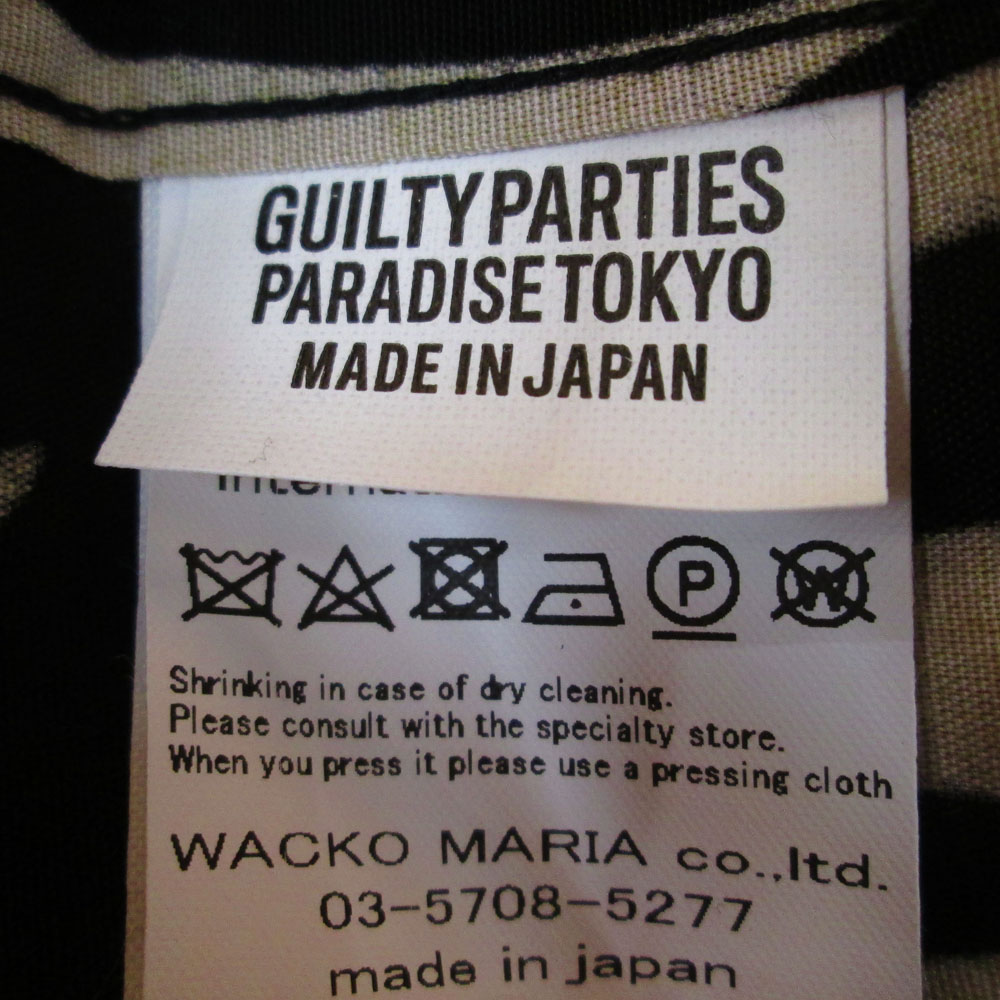 GUILTY PARTIES
PARADISE TOKYO
MADE IN JAPAN
P
W
Shrinking in case of dry cleaning.
Please consult with the specialty store.
When you press it please use a pressing cloth
WACKO MARIA co.,ltd.
03-5708-5277
made in japan